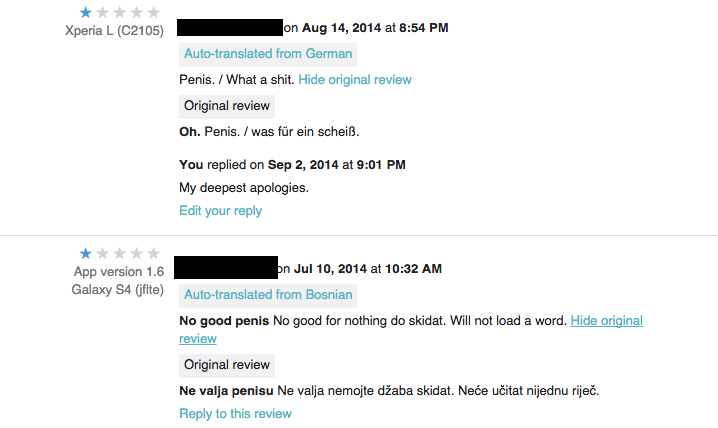 Xperia L (C2105)
on Aug 14, 2014 at 8:54 PM
Auto-translated from German
Penis. / What a shit. Hide original review
Original review
Oh. Penis. / was für ein scheiß.
You replied on Sep 2, 2014 at 9:01 PM
My deepest apologies.
Edit your reply
App version 1.6
Galaxy S4 (jflte)
on Jul 10, 2014 at 10:32 AM
Auto-translated from Bosnian
No good penis No good for nothing do skidat. Will not load a word. Hide original
review
Original review
Ne valja penisu Ne valja nemojte džaba skidat. Neće učitat nijednu riječ.
Reply to this review